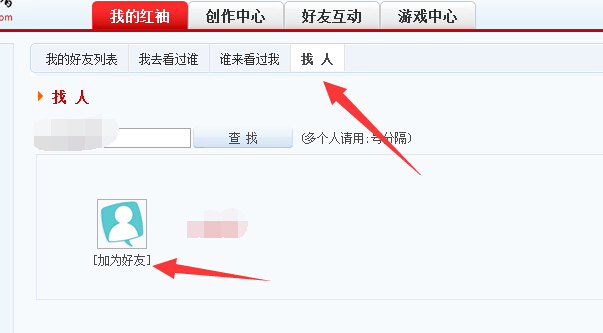 我的红袖 创作中心 好友互动 游戏中心
om
我的好友列表 我去看过谁 谁来看过我 找 人
找 人
查 找 (多个人请用;号分隔)
[加为好友]